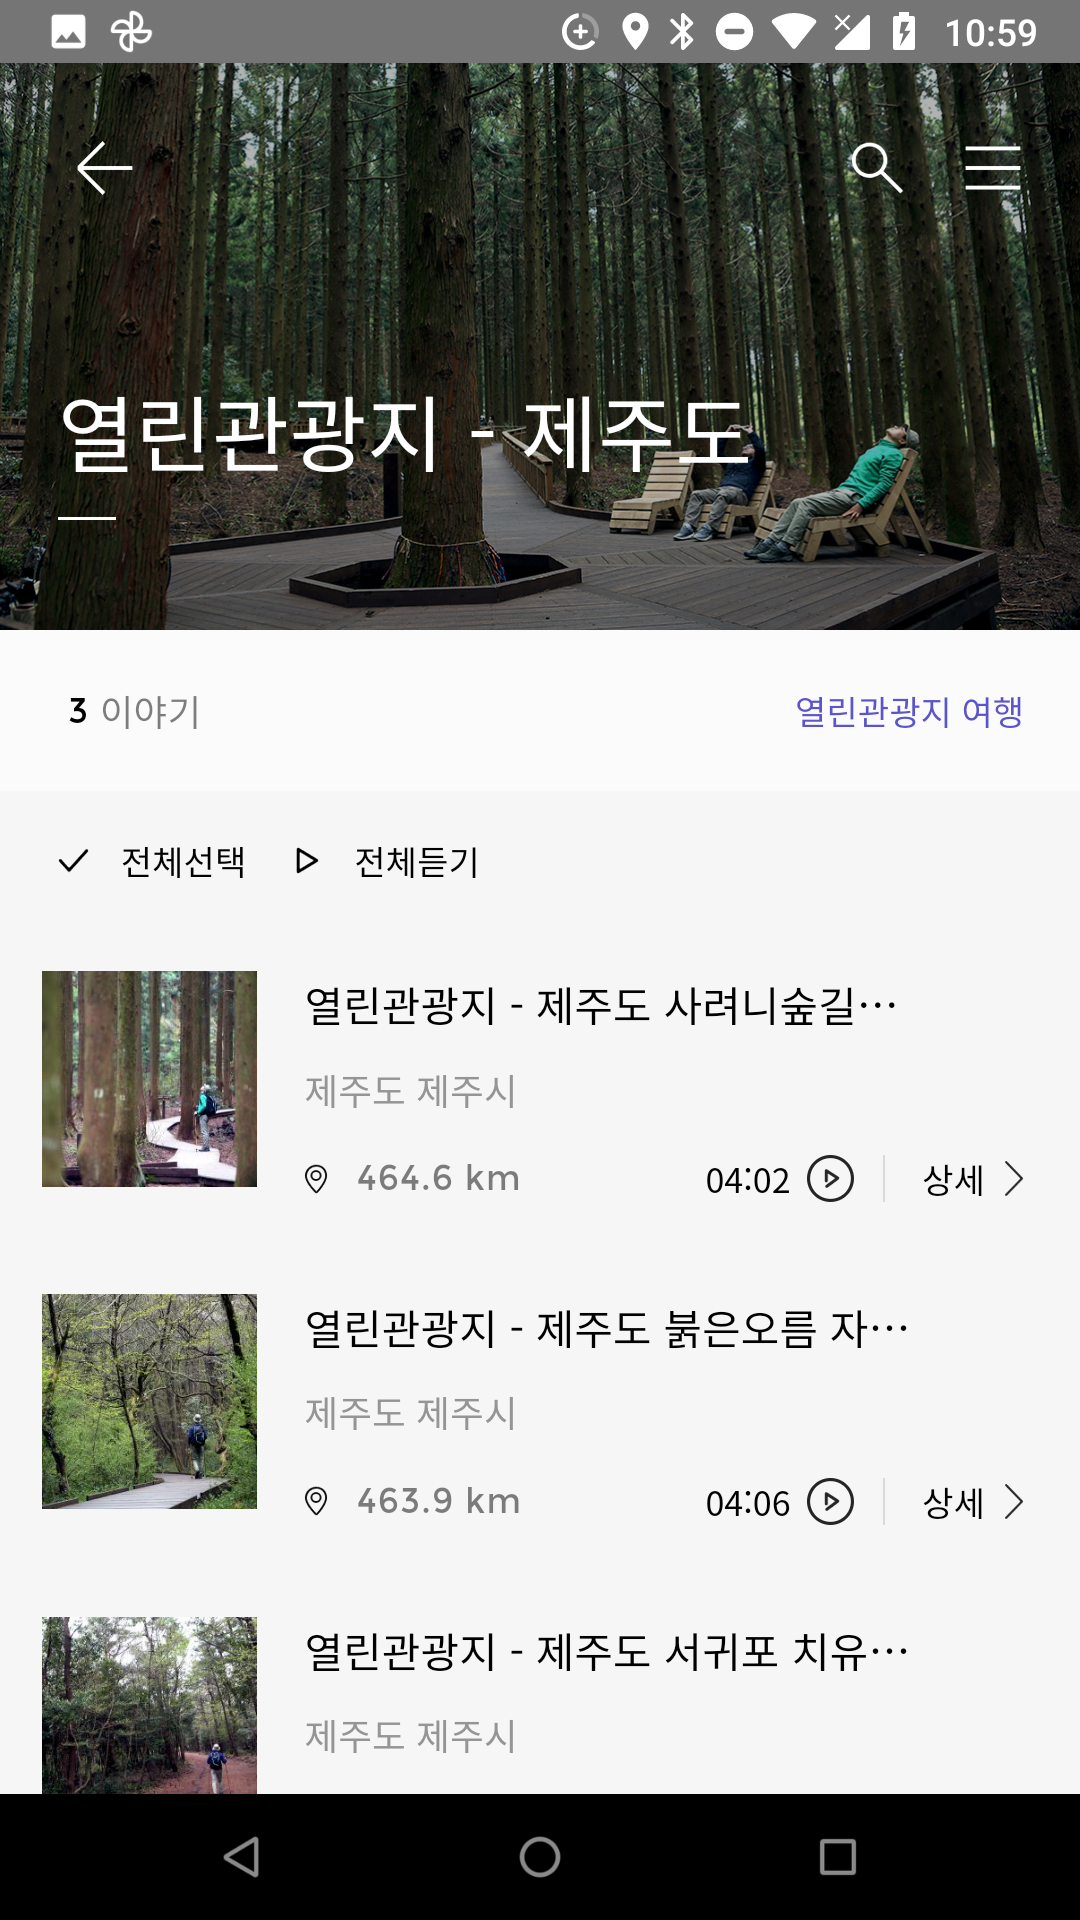 10:59
열린관광지 - 제주도
3 이야기
열린관광지 여행
전체선택
전체듣기
열린관광지 - 제주도 사려니숲길…
제주도 제주시
464.6 km
04:02
상세
열린관광지 - 제주도 붉은오름 자…
제주도 제주시
463.9 km
04:06
상세
열린관광지 - 제주도 서귀포 치유…
제주도 제주시